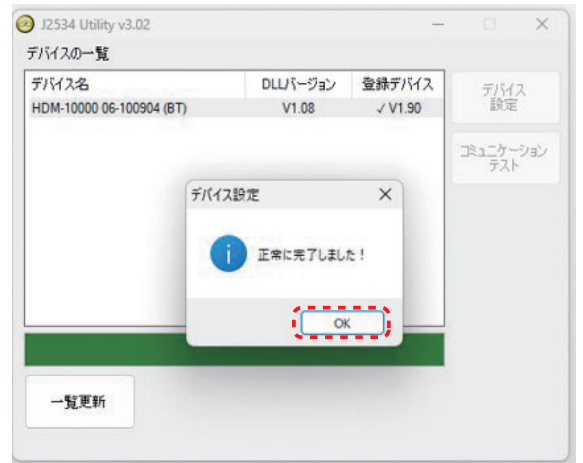 J2534 Utility v3.02
デバイスの一覧
デバイス名 DLLバージョン 登録デバイス
HDM-10000 06-100904 (BT) V1.08 ✓ V1.90
デバイス
設定
コミュニケーション
テスト
デバイス設定
正常に完了しました!
OK
一覧更新